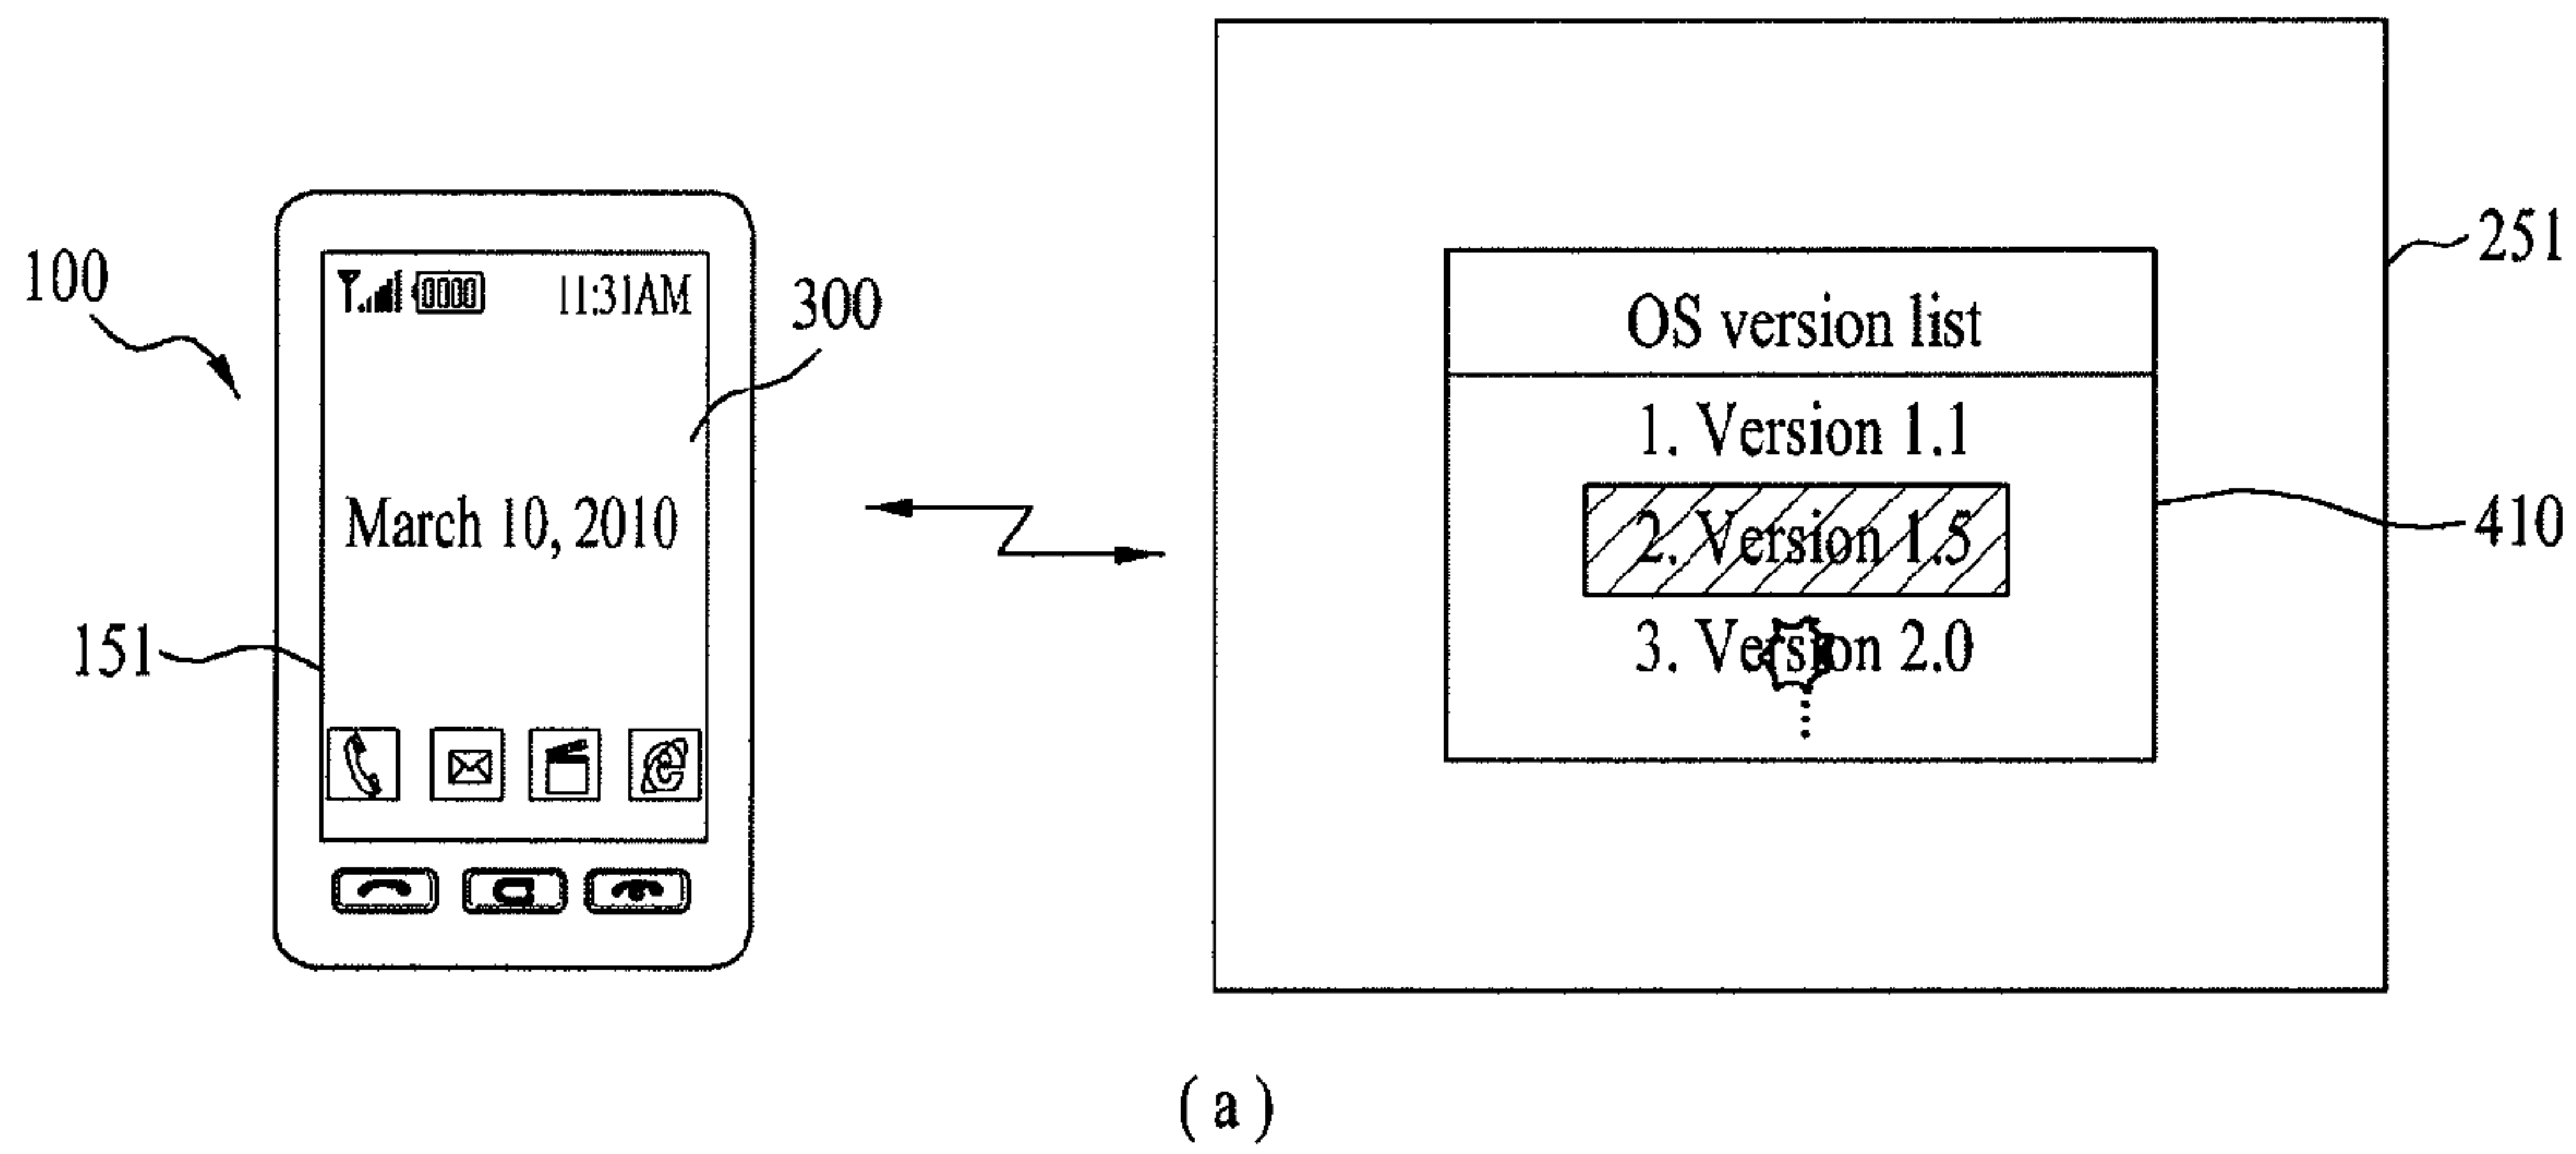 100
11:31AM
300
March 10, 2010
151
251
OS version list
1. Version 1.1
2. Version 1.5
3. Version 2.0
410
(a)